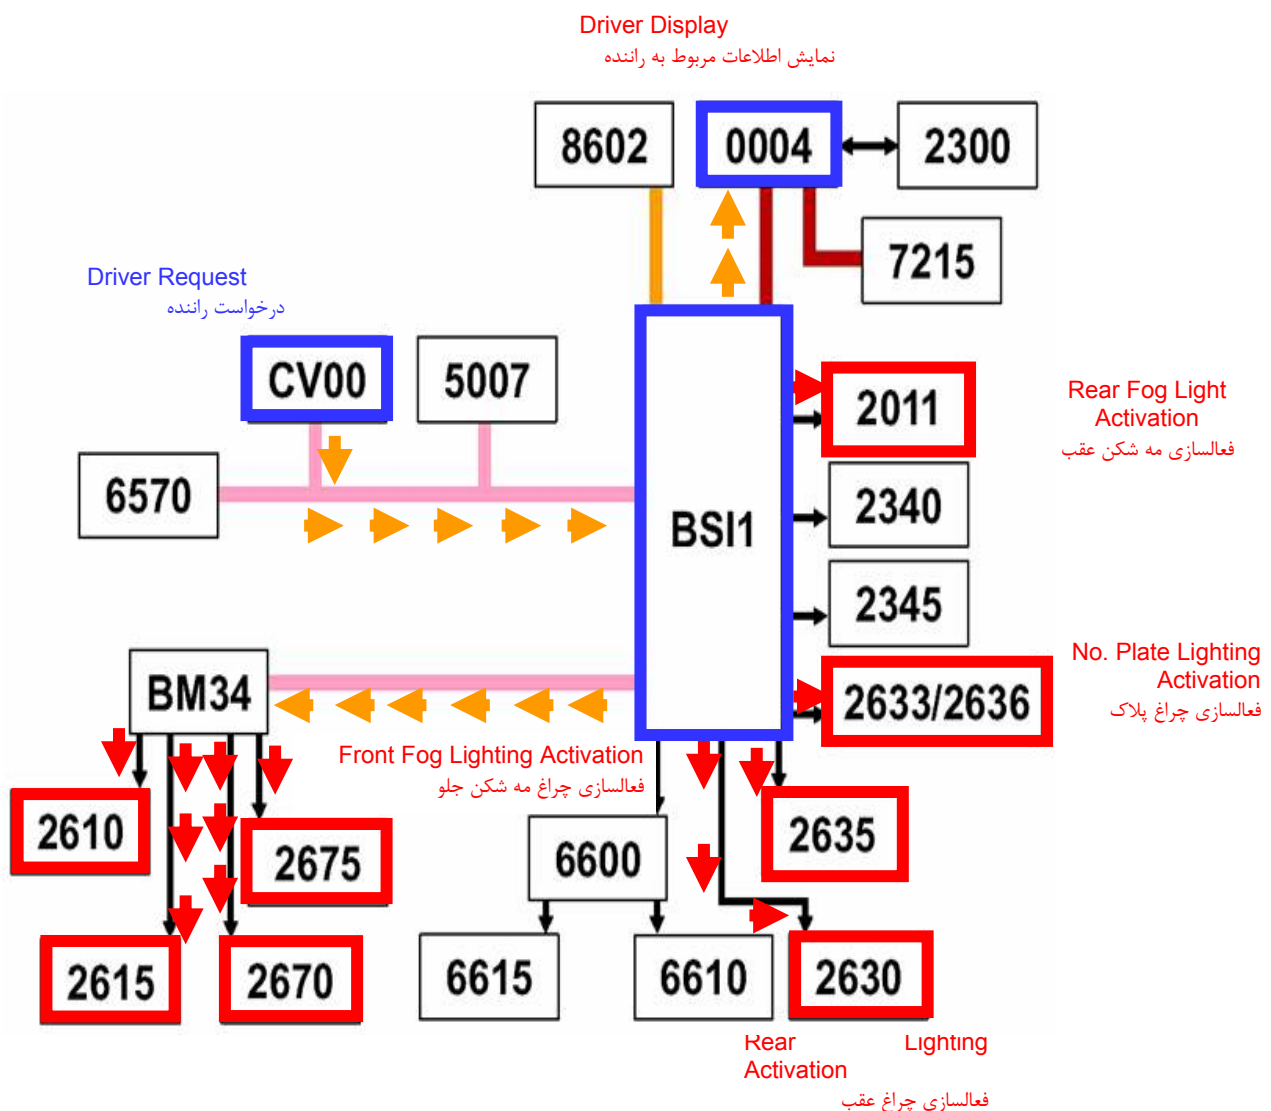 Driver Display
نمایش اطلاعات مربوط به راننده
8602
0004
2300
7215
Driver Request
درخواست راننده
CV00
5007
6570
BSI1
2011
Rear Fog Light
Activation
فعالسازی مه شکن عقب
2340
2345
2633/2636
No. Plate Lighting
Activation
فعالسازی چراغ پلاک
BM34
Front Fog Lighting Activation
فعالسازی چراغ مه شکن جلو
2610
2675
2615
2670
6600
6615
6610
2635
2630
Rear Lighting
Activation
فعالسازی چراغ عقب